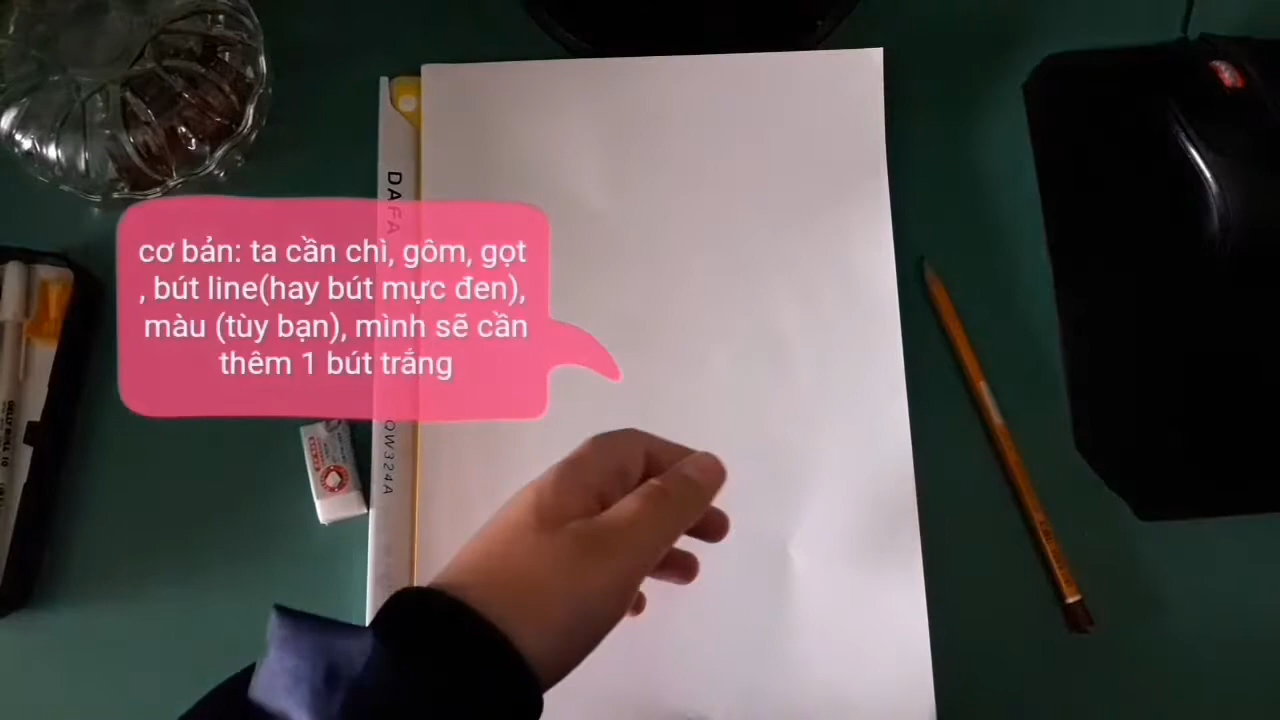 cơ bản: ta cần chì, gôm, gọt
, bút line(hay bút mực đen),
màu (tùy bạn), mình sẽ cần
thêm 1 bút trắng
DAFA
QW324A